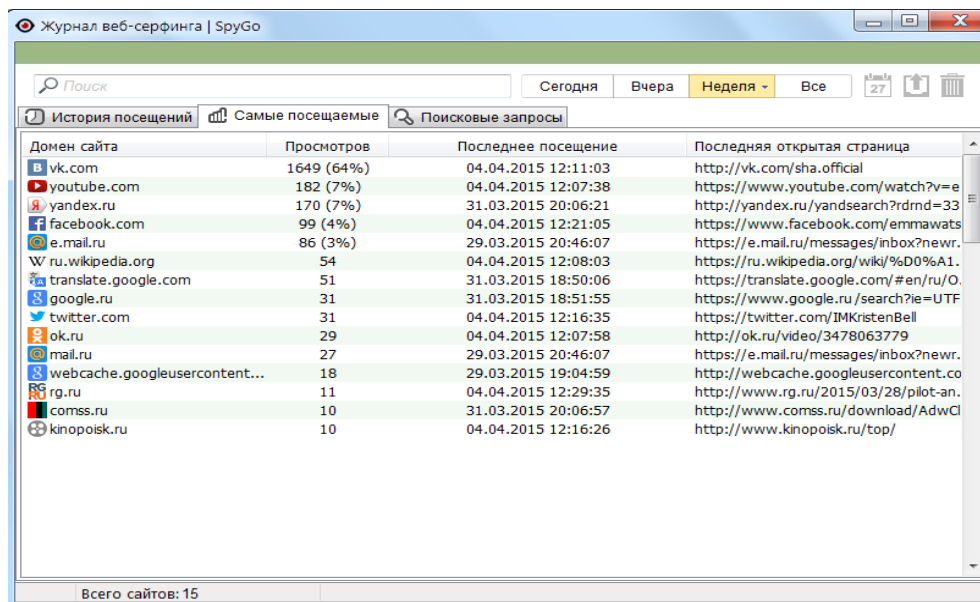 Журнал веб-серфинга | SpyGo
Поиск Сегодня Вчера Неделя Все 27
История посещений Самые посещаемые Поисковые запросы
Домен сайта Просмотров Последнее посещение Последняя открытая страница
B vk.com 1649 (64%) 04.04.2015 12:11:03 http://vk.com/sha.official
youtube.com 182 (7%) 04.04.2015 12:07:38 https://www.youtube.com/watch?v=e
Я yandex.ru 170 (7%) 31.03.2015 20:06:21 http://yandex.ru/yandsearch?rdrnd=33
f facebook.com 99 (4%) 04.04.2015 12:21:05 https://www.facebook.com/emmawats
@ e.mail.ru 86 (3%) 29.03.2015 20:46:07 https://e.mail.ru/messages/inbox?newr.
W ru.wikipedia.org 54 04.04.2015 12:08:03 https://ru.wikipedia.org/wiki/%D0%A1.
translate.google.com 51 31.03.2015 18:50:06 https://translate.google.com/#en/ru/O.
8 google.ru 31 31.03.2015 18:51:55 https://www.google.ru/search?ie=UTF
twitter.com 31 04.04.2015 12:16:35 https://twitter.com/IMKristenBell
ok.ru 29 04.04.2015 12:07:58 http://ok.ru/video/3478063779
@ mail.ru 27 29.03.2015 20:46:07 https://e.mail.ru/messages/inbox?newr.
8 webcache.googleusercontent... 18 29.03.2015 19:04:59 http://webcache.googleusercontent.co
RG RU rg.ru 11 04.04.2015 12:29:35 http://www.rg.ru/2015/03/28/pilot-an.
comss.ru 10 31.03.2015 20:06:57 http://www.comss.ru/download/AdwCl
kinopoisk.ru 10 04.04.2015 12:16:26 http://www.kinopoisk.ru/top/
Всего сайтов: 15